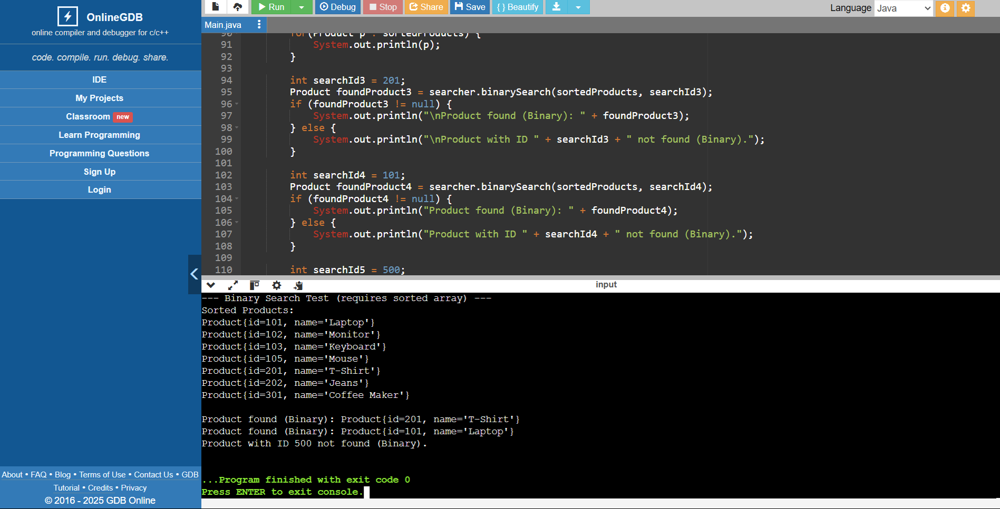 OnlineGDB
online compiler and debugger for c/c++
code. compile. run. debug. share.
IDE
My Projects
Classroom new
Learn Programming
Programming Questions
Sign Up
Login
About • FAQ • Blog • Terms of Use • Contact Us • GDB
Tutorial • Credits • Privacy
© 2016 - 2025 GDB Online
Run Debug Stop Share Save { } Beautify Language Java
Main.java
90 for(Product p : sortedProducts) {
91 System.out.println(p);
92 }
93
94 int searchId3 = 201;
95 Product foundProduct3 = searcher.binarySearch(sortedProducts, searchId3);
96 if (foundProduct3 != null) {
97 System.out.println("\nProduct found (Binary): " + foundProduct3);
98 } else {
99 System.out.println("\nProduct with ID " + searchId3 + " not found (Binary).");
100 }
101
102 int searchId4 = 101;
103 Product foundProduct4 = searcher.binarySearch(sortedProducts, searchId4);
104 if (foundProduct4 != null) {
105 System.out.println("Product found (Binary): " + foundProduct4);
106 } else {
107 System.out.println("Product with ID " + searchId4 + " not found (Binary).");
108 }
109
110 int searchId5 = 500;
input
--- Binary Search Test (requires sorted array) ---
Sorted Products:
Product{id=101, name='Laptop'}
Product{id=102, name='Monitor'}
Product{id=103, name='Keyboard'}
Product{id=105, name='Mouse'}
Product{id=201, name='T-Shirt'}
Product{id=202, name='Jeans'}
Product{id=301, name='Coffee Maker'}
Product found (Binary): Product{id=201, name='T-Shirt'}
Product found (Binary): Product{id=101, name='Laptop'}
Product with ID 500 not found (Binary).
...Program finished with exit code 0
Press ENTER to exit console.